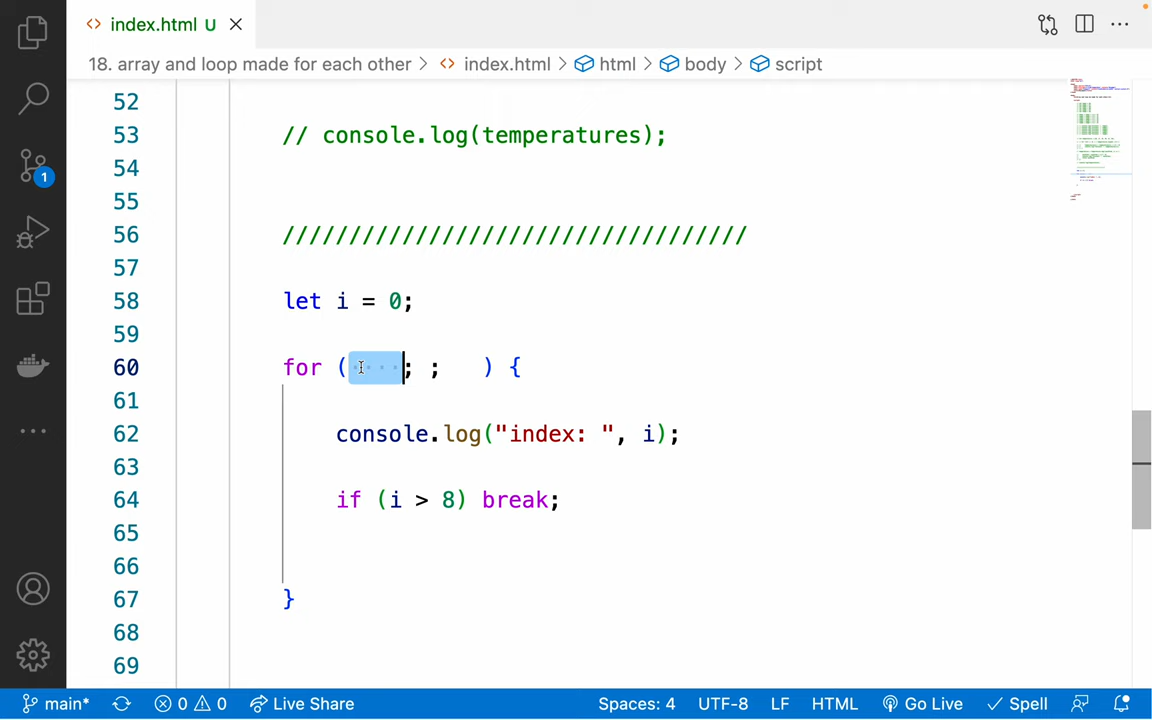 index.html U
18. array and loop made for each other > index.html > html > body > script
52
53 // console.log(temperatures);
54
55
56 ///////////////////////////////////
57
58 let i = 0;
59
60 for (    ; ;   ) {
61
62 console.log("index: ", i);
63
64 if (i > 8) break;
65
66
67 }
68
69
1
main* 0 0 Live Share Spaces: 4 UTF-8 LF HTML Go Live Spell